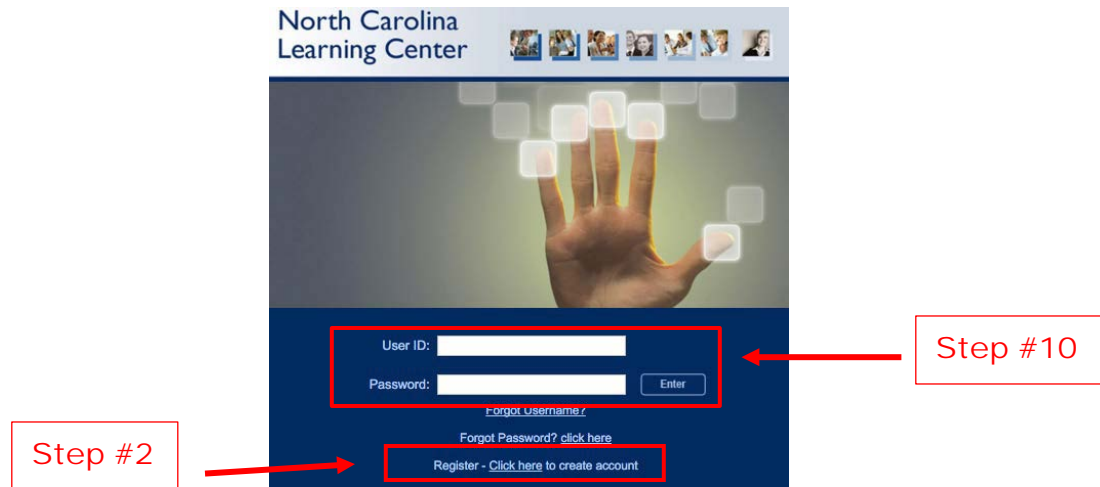 North Carolina
Learning Center
User ID:
Step #10
Password:
Enter
Forgot Username?
Forgot Password? click here
Step #2
Register - Click here to create account